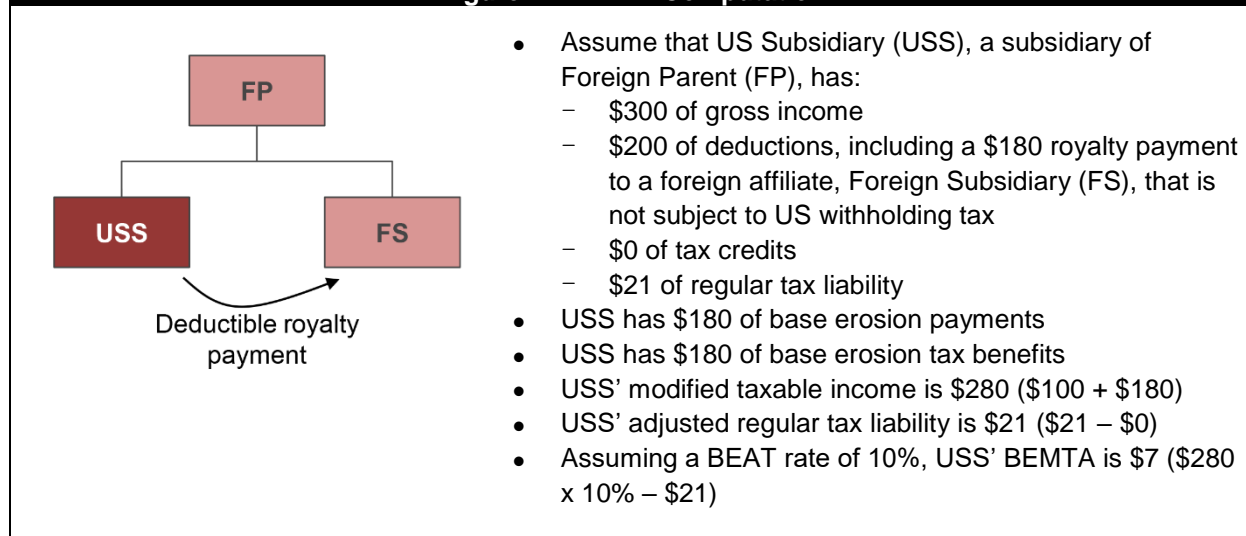 FP
USS
FS
Deductible royalty
payment
● Assume that US Subsidiary (USS), a subsidiary of
Foreign Parent (FP), has:
− $300 of gross income
− $200 of deductions, including a $180 royalty payment
to a foreign affiliate, Foreign Subsidiary (FS), that is
not subject to US withholding tax
− $0 of tax credits
− $21 of regular tax liability
● USS has $180 of base erosion payments
● USS has $180 of base erosion tax benefits
● USS’ modified taxable income is $280 ($100 + $180)
● USS’ adjusted regular tax liability is $21 ($21 – $0)
● Assuming a BEAT rate of 10%, USS’ BEMTA is $7 ($280
x 10% – $21)